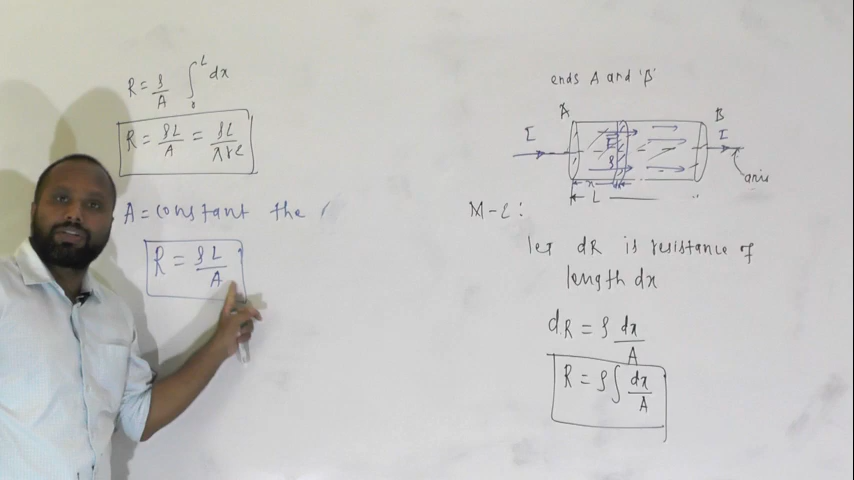 R = ρ/A ∫₀ᴸ dx
R = ρL/A = ρL/πr²
A = constant the
R = ρL/A
ends A and 'B'
A B
I E I
ρ
x
L
axis
M-2:
let dR is resistance of
length dx
dR = ρ dx/A
R = ρ ∫ dx/A